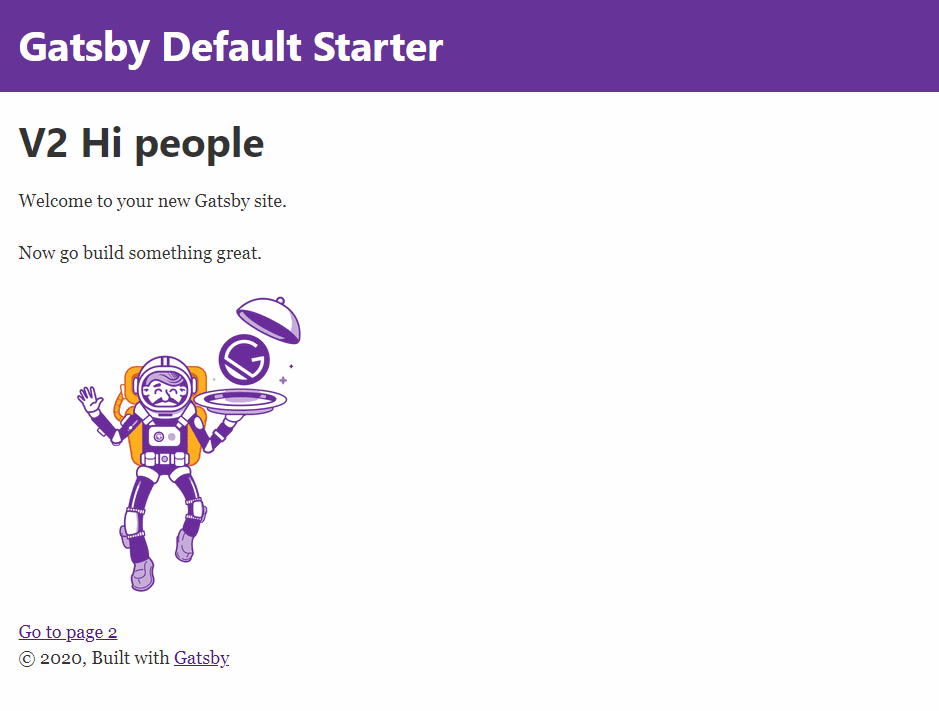 Gatsby Default Starter
V2 Hi people
Welcome to your new Gatsby site.
Now go build something great.
Go to page 2
© 2020, Built with Gatsby